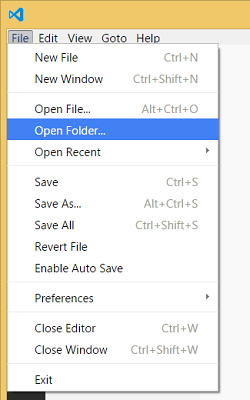 File Edit View Goto Help
New File Ctrl+N
New Window Ctrl+Shift+N
Open File... Alt+Ctrl+O
Open Folder...
Open Recent
Save Ctrl+S
Save As... Alt+Ctrl+S
Save All Ctrl+Shift+S
Revert File
Enable Auto Save
Preferences
Close Editor Ctrl+W
Close Window Ctrl+Shift+W
Exit